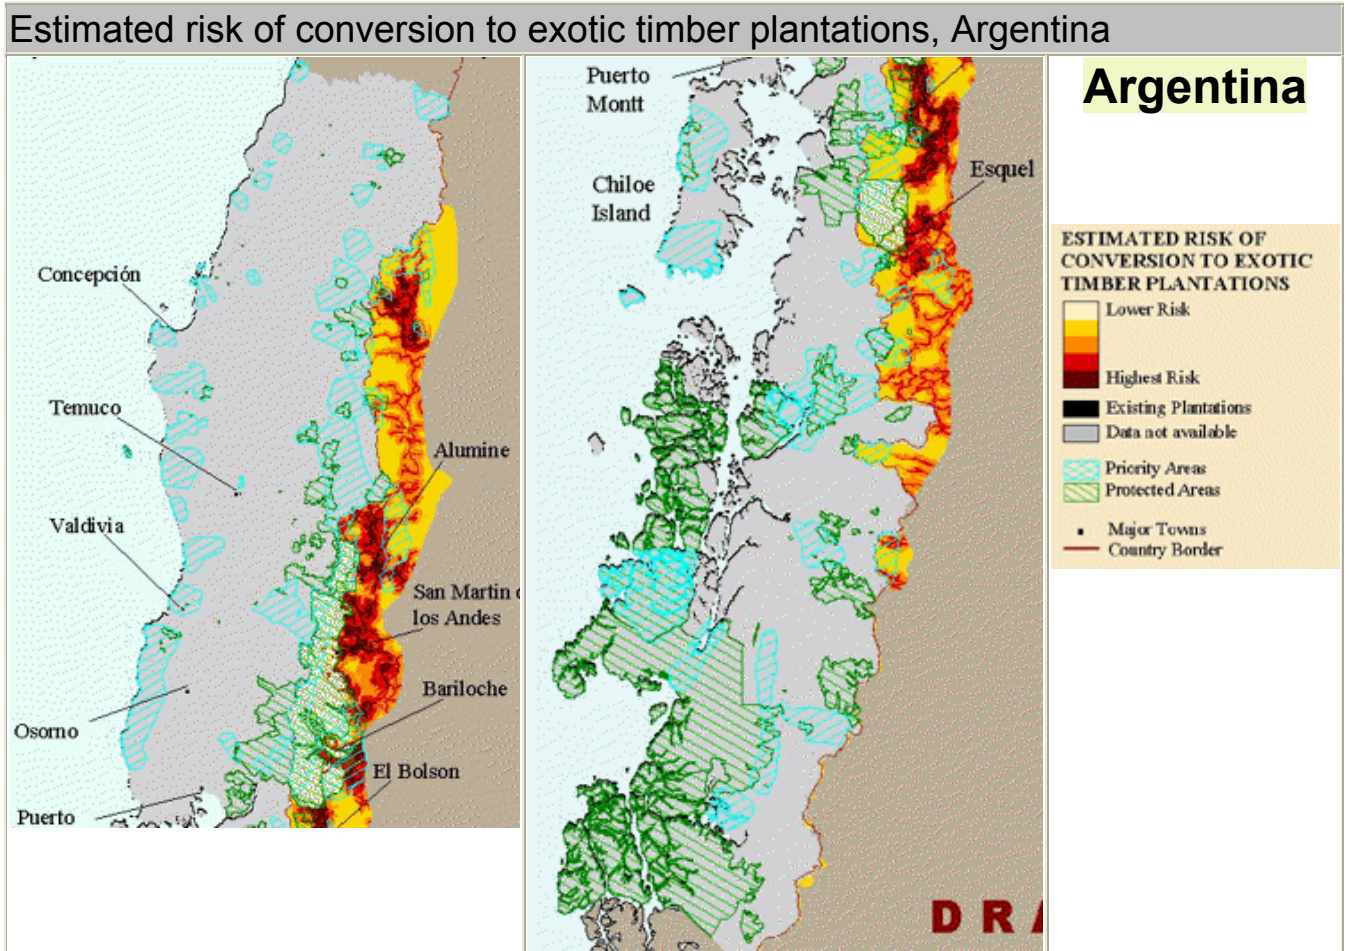 Estimated risk of conversion to exotic timber plantations, Argentina
Concepción
Temuco
Alumine
Valdivia
San Martin
los Andes
Bariloche
Osorno
El Bolson
Puerto
Puerto
Montt
Chiloe
Island
Esquel
DRA
Argentina
ESTIMATED RISK OF
CONVERSION TO EXOTIC
TIMBER PLANTATIONS
Lower Risk
Highest Risk
Existing Plantations
Data not available
Priority Areas
Protected Areas
Major Towns
Country Border